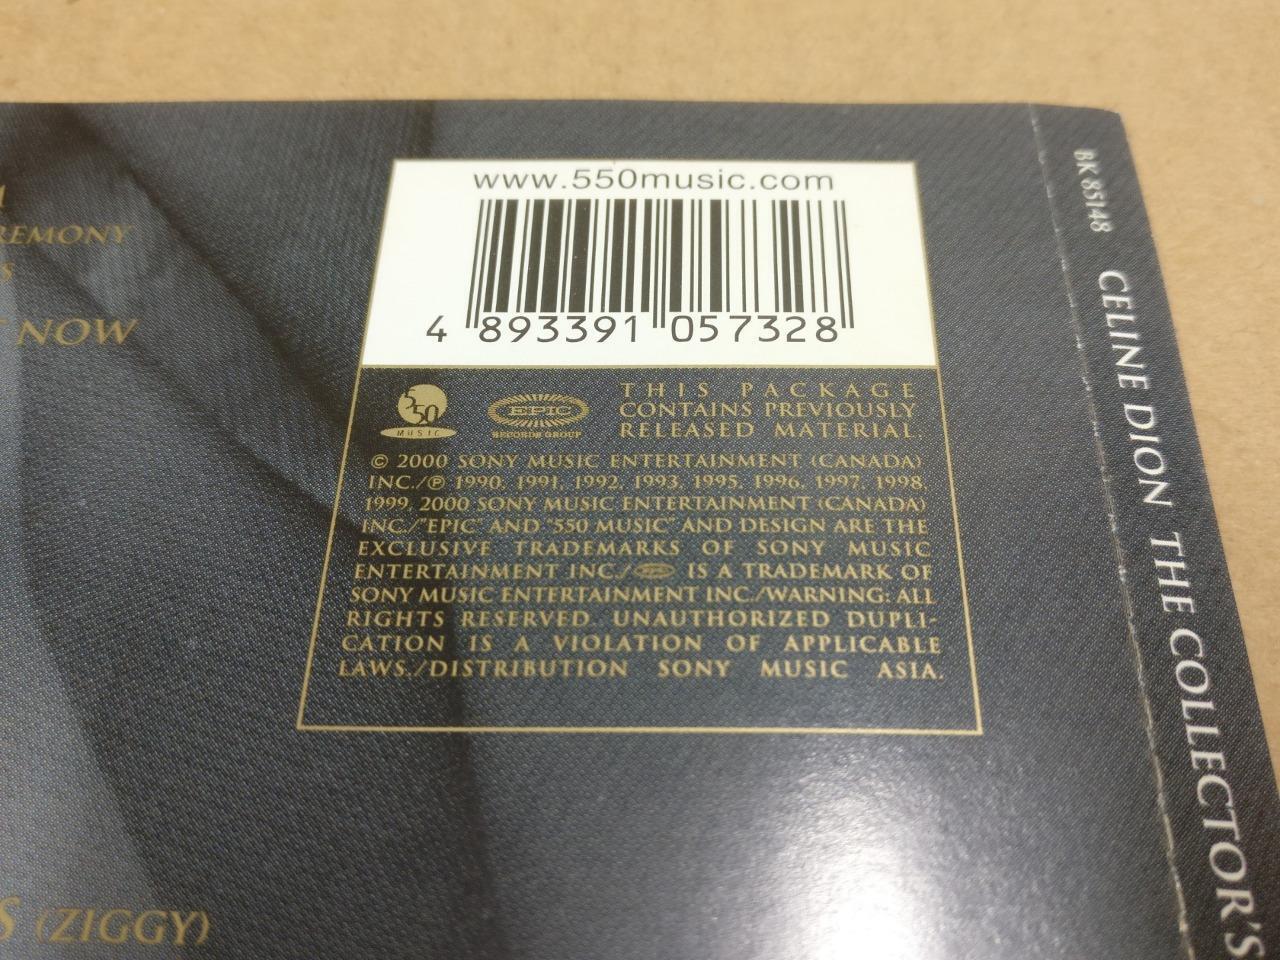 REMONY
S
NOW
S (ZIGGY)
www.550music.com
4 893391 057328
550
MUSIC
EPIC
RECORDS GROUP
THIS PACKAGE
CONTAINS PREVIOUSLY
RELEASED MATERIAL.
© 2000 SONY MUSIC ENTERTAINMENT (CANADA)
INC./℗ 1990, 1991, 1992, 1993, 1995, 1996, 1997, 1998,
1999, 2000 SONY MUSIC ENTERTAINMENT (CANADA)
INC./"EPIC" AND "550 MUSIC" AND DESIGN ARE THE
EXCLUSIVE TRADEMARKS OF SONY MUSIC
ENTERTAINMENT INC./ IS A TRADEMARK OF
SONY MUSIC ENTERTAINMENT INC./WARNING: ALL
RIGHTS RESERVED. UNAUTHORIZED DUPLI-
CATION IS A VIOLATION OF APPLICABLE
LAWS./DISTRIBUTION SONY MUSIC ASIA.
BK 85148 CELINE DION THE COLLECTOR'S